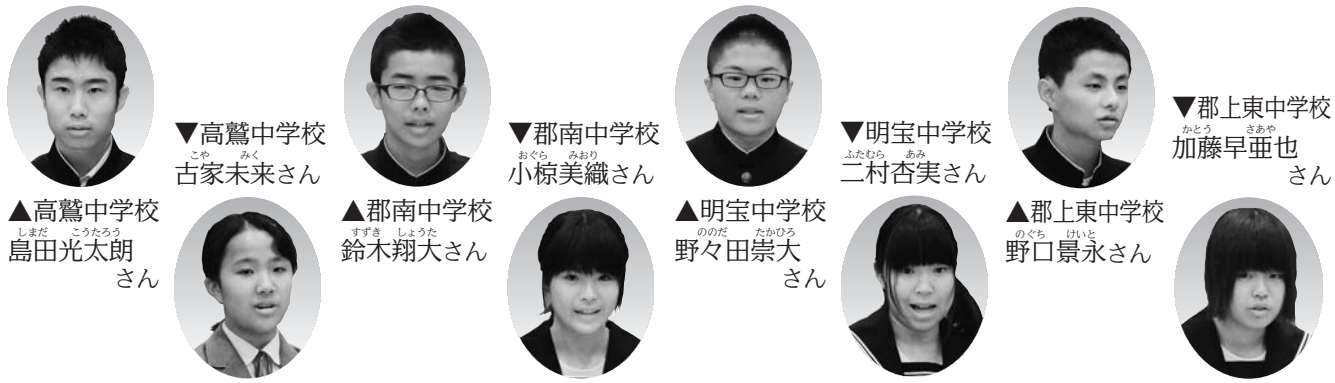 ▲高鷲中学校
しまだ こうたろう
島田光太朗
さん
▼高鷲中学校
こや みく
古家未来さん
▲郡南中学校
すずき しょうた
鈴木翔大さん
▼郡南中学校
おぐら みおり
小椋美織さん
▲明宝中学校
ののだ たかひろ
野々田崇大
さん
▼明宝中学校
ふたむら あみ
二村杏実さん
▲郡上東中学校
のぐち けいと
野口景永さん
▼郡上東中学校
かとう さあや
加藤早亜也
さん